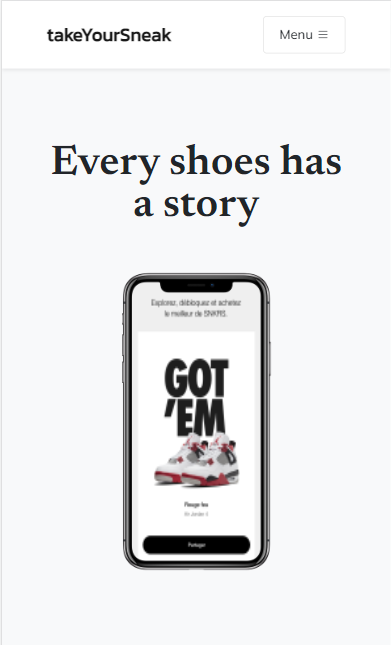 takeYourSneak
Menu
Every shoes has
a story
Explorez, débloquez et achetez
le meilleur de SNKRS.
GOT
'EM
Rouge feu
Air Jordan 4
Partager